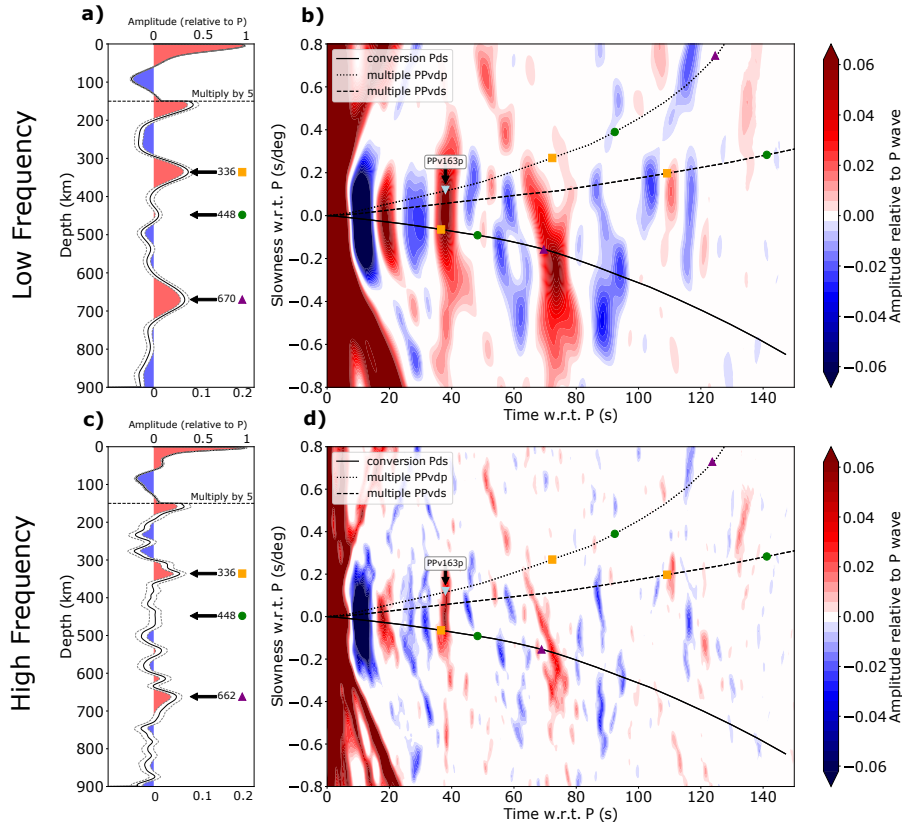 a)
Amplitude (relative to P)
0 0.5 1
0
100
200
300
400
500
600
700
800
900
Depth (km)
Multiply by 5
336
448
670
0 0.1 0.2
Low Frequency
b)
conversion Pds
multiple PPvdp
multiple PPvds
PPv163p
0.8
0.6
0.4
0.2
0.0
−0.2
−0.4
−0.6
−0.8
Slowness w.r.t. P (s/deg)
0 20 40 60 80 100 120 140
Time w.r.t. P (s)
0.06
0.04
0.02
0.00
−0.02
−0.04
−0.06
Amplitude relative to P wave
c)
Amplitude (relative to P)
0 0.5 1
0
100
200
300
400
500
600
700
800
900
Depth (km)
Multiply by 5
336
448
662
0 0.1 0.2
High Frequency
d)
conversion Pds
multiple PPvdp
multiple PPvds
PPv163p
0.8
0.6
0.4
0.2
0.0
−0.2
−0.4
−0.6
−0.8
Slowness w.r.t. P (s/deg)
0 20 40 60 80 100 120 140
Time w.r.t. P (s)
0.06
0.04
0.02
0.00
−0.02
−0.04
−0.06
Amplitude relative to P wave